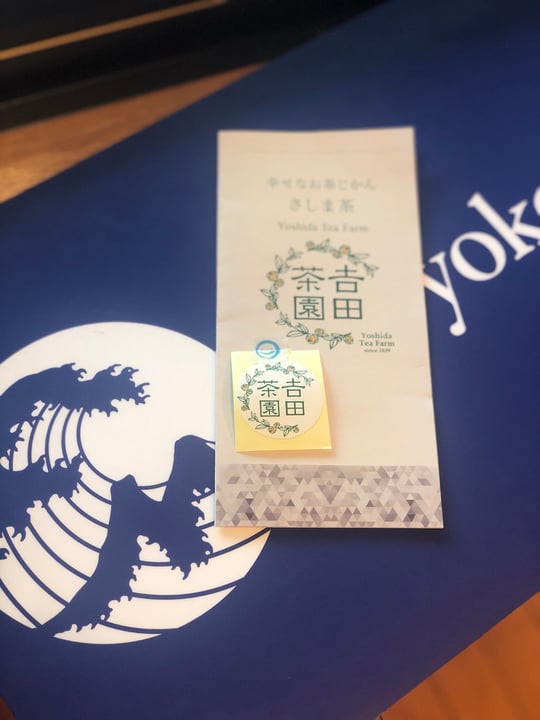 幸せなお茶じかん
さしま茶
Yoshida Tea Farm
吉田
茶園
Yoshida
Tea Farm
since 1839
吉田
茶園
yok